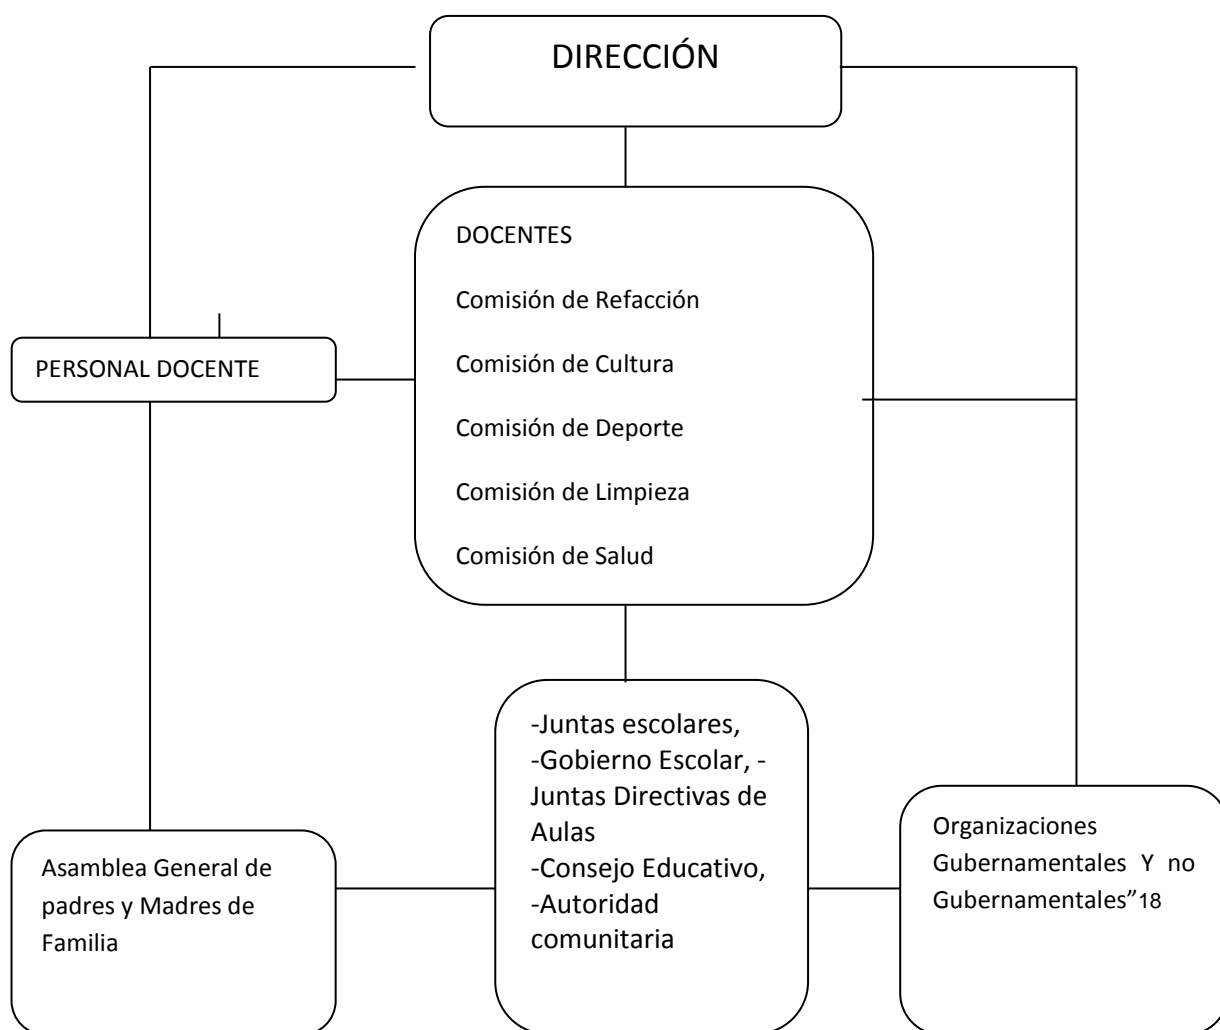 DIRECCIÓN
DOCENTES
Comisión de Refacción
PERSONAL DOCENTE
Comisión de Cultura
Comisión de Deporte
Comisión de Limpieza
Comisión de Salud
-Juntas escolares,
-Gobierno Escolar, -
Juntas Directivas de
Aulas
-Consejo Educativo,
-Autoridad
comunitaria
Asamblea General de
padres y Madres de
Familia
Organizaciones
Gubernamentales Y no
Gubernamentales”18